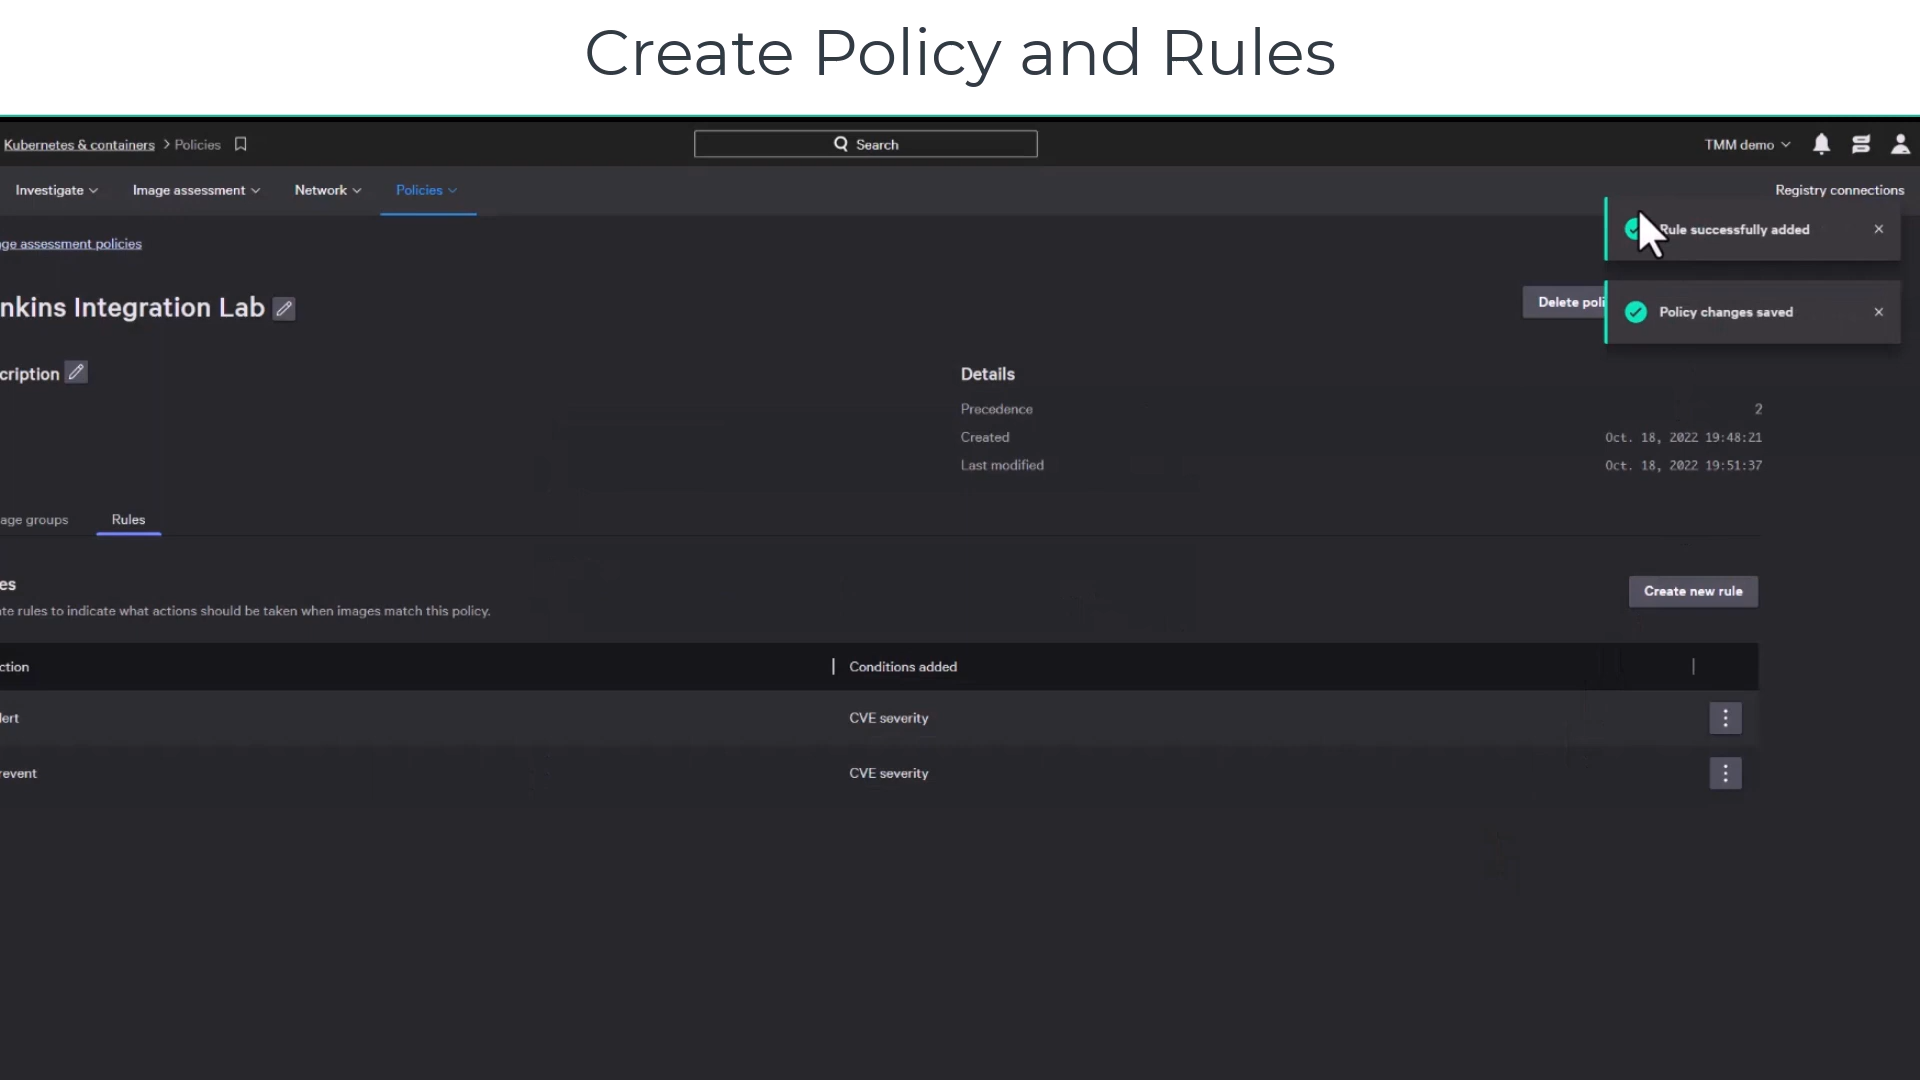 Create Policy and Rules
Kubernetes & containers > Policies
Search
TMM demo
Investigate
Image assessment
Network
Policies
Registry connections
ge assessment policies
Rule successfully added
nkins Integration Lab
Delete poli
Policy changes saved
cription
Details
Precedence 2
Created Oct. 18, 2022 19:48:21
Last modified Oct. 18, 2022 19:51:37
age groups
Rules
es
Create new rule
te rules to indicate what actions should be taken when images match this policy.
ction
Conditions added
lert
CVE severity
revent
CVE severity